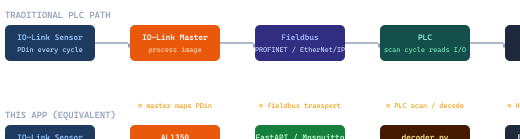 TRADITIONAL PLC PATH
IO-Link Sensor
PDin every cycle
IO-Link Master
process image
Fieldbus
PROFINET / EtherNet/IP
PLC
scan cycle reads I/O
master maps PDin
fieldbus transport
PLC scan / decode
THIS APP (EQUIVALENT)
IO-Link Sensor
AL1350
FastAPI / Mosquitto
decoder.py